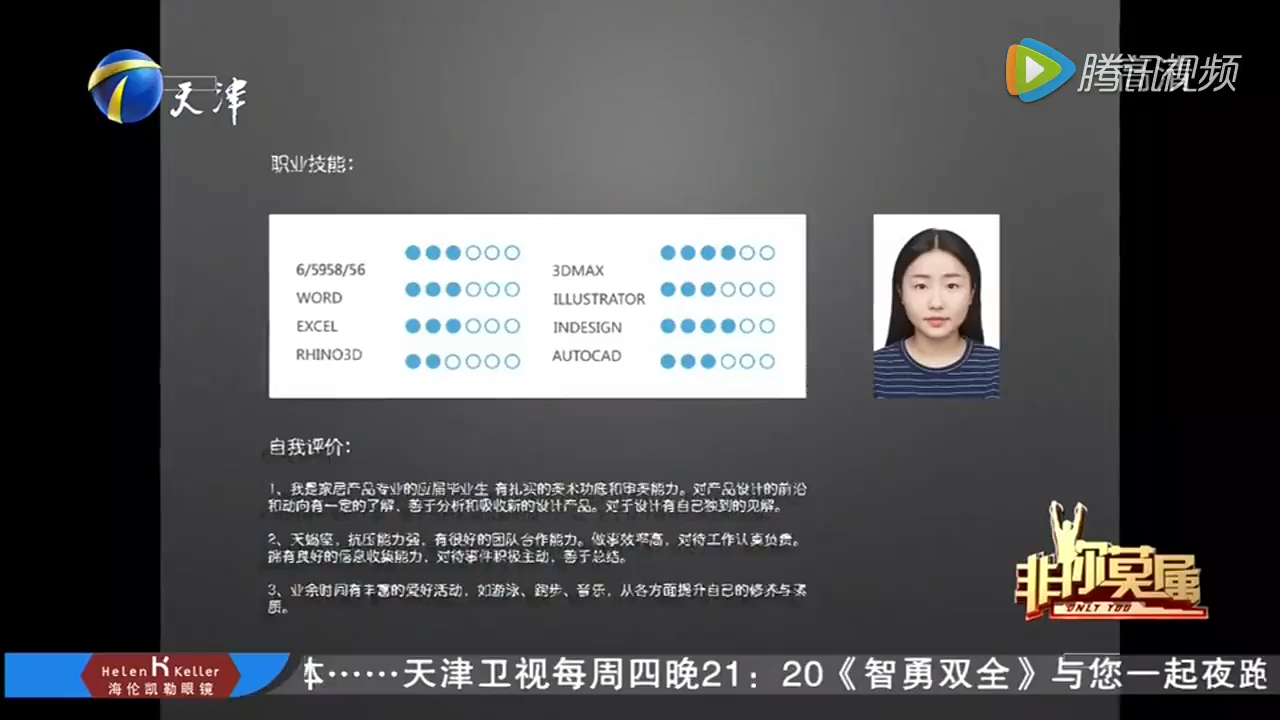 天津
腾讯视频
职业技能：
6/5958/56
WORD
EXCEL
RHINO3D
3DMAX
ILLUSTRATOR
INDESIGN
AUTOCAD
自我评价：
1、我是家居产品专业的应届毕业生 有扎实的美术功底和审美能力。对产品设计的前沿
和动向有一定的了解、善于分析和吸收新的设计产品。对于设计有自己独到的见解。
2、天蝎座，抗压能力强，有很好的团队合作能力。做事效率高，对待工作认真负责。
拥有良好的信息收集能力，对待事件积极主动，善于总结。
3、业余时间有丰富的爱好活动，如游泳、跑步、音乐，从各方面提升自己的修养与素
质。
非你莫属
ONLY YOU
Helen Keller
海伦凯勒眼镜
体……天津卫视每周四晚21：20《智勇双全》与您一起夜跑